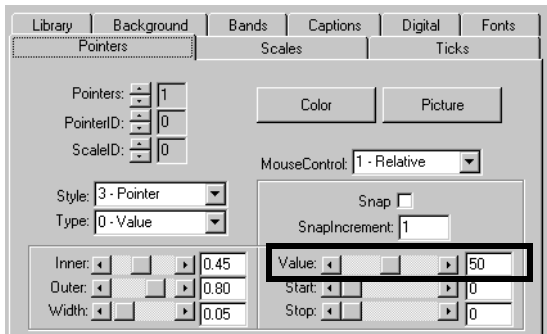 Library Background Bands Captions Digital Fonts
Pointers Scales Ticks
Pointers: 1
PointerID: 0
ScaleID: 0
Color Picture
MouseControl: 1 - Relative
Style: 3 - Pointer
Type: 0 - Value
Snap
SnapIncrement: 1
Inner: 0.45
Outer: 0.80
Width: 0.05
Value: 50
Start: 0
Stop: 0